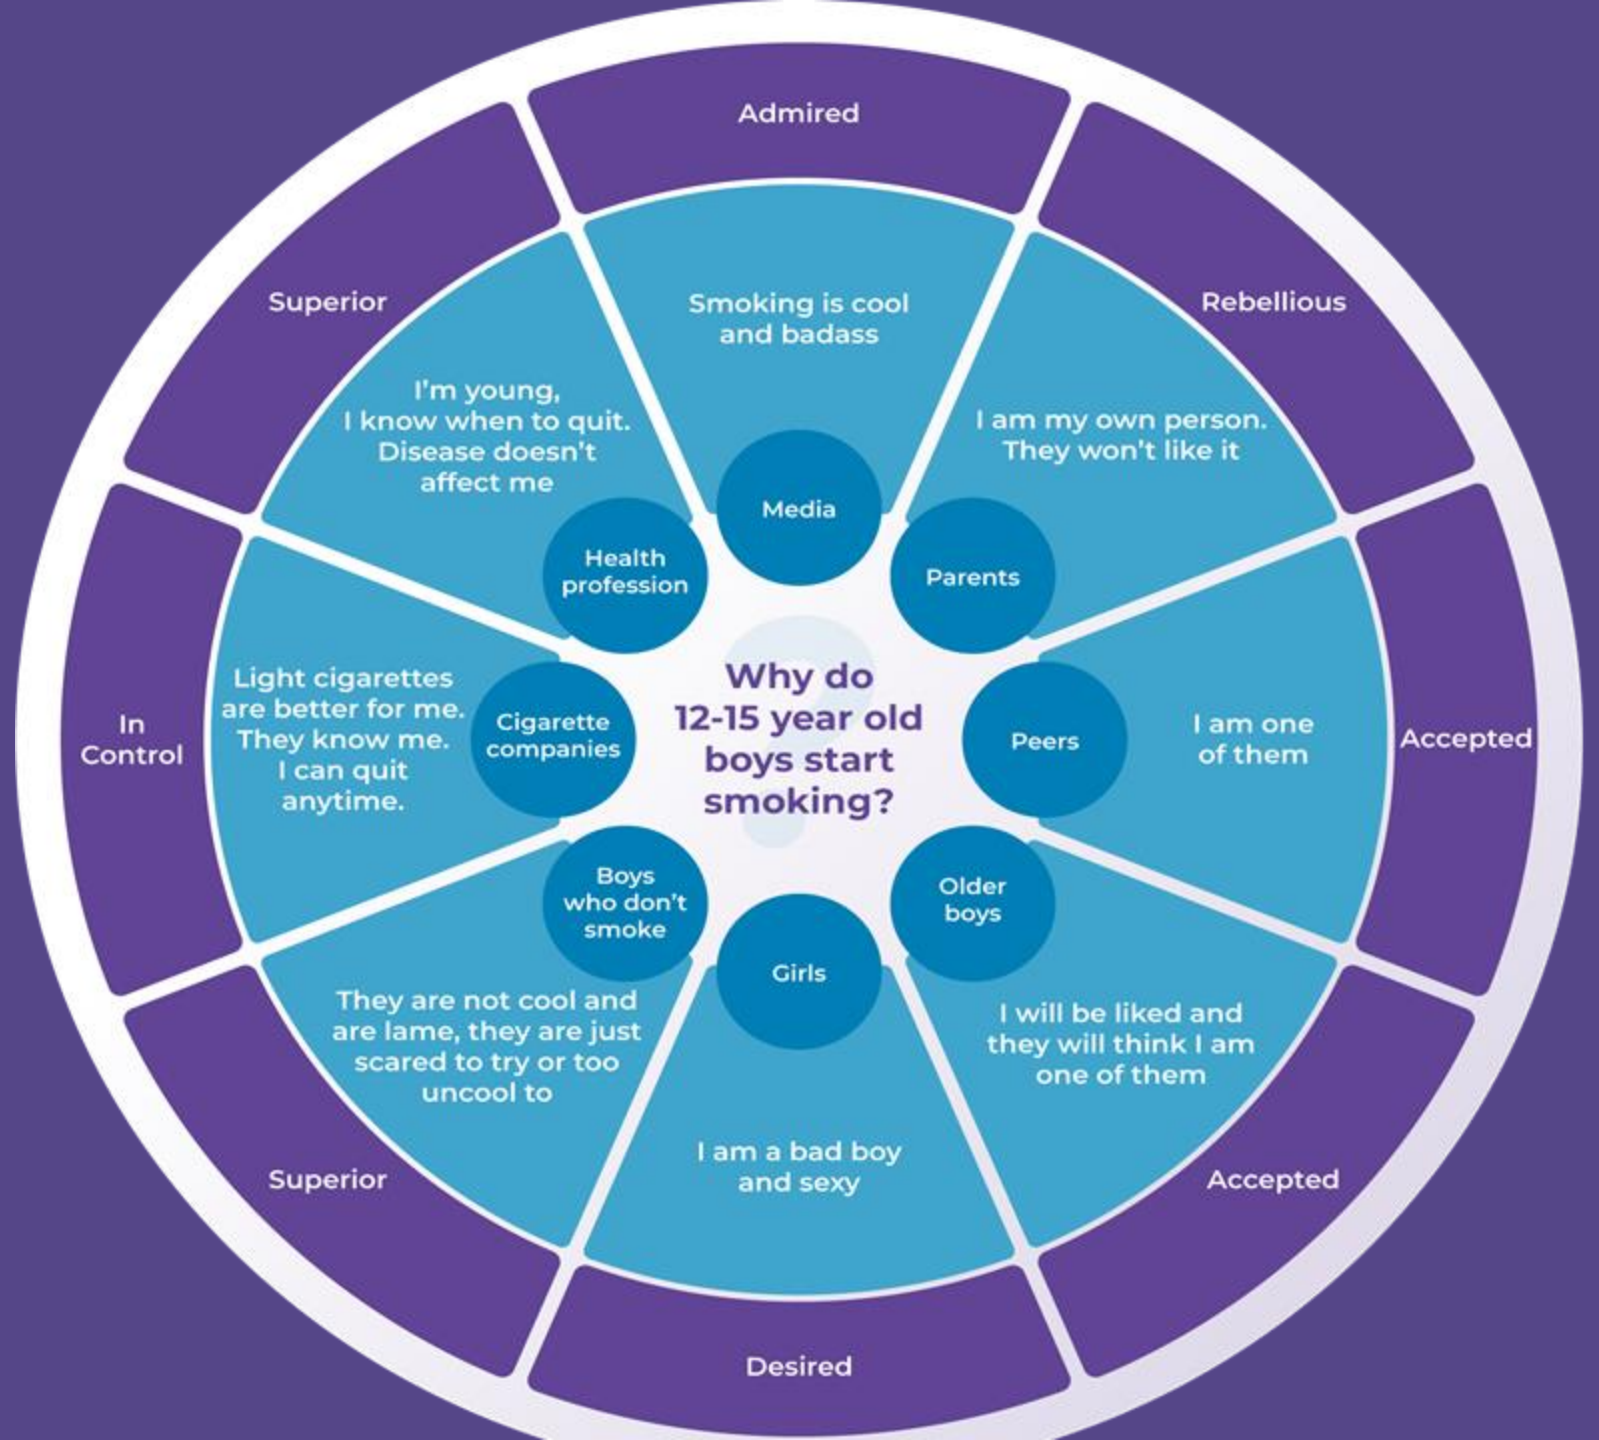 Why do
12-15 year old
boys start
smoking?
Admired
Smoking is cool
and badass
Media
Rebellious
I am my own person.
They won't like it
Parents
Accepted
I am one
of them
Peers
Accepted
I will be liked and
they will think I am
one of them
Older
boys
Desired
I am a bad boy
and sexy
Girls
Superior
They are not cool and
are lame, they are just
scared to try or too
uncool to
Boys
who don't
smoke
In
Control
Light cigarettes
are better for me.
They know me.
I can quit
anytime.
Cigarette
companies
Superior
I'm young,
I know when to quit.
Disease doesn't
affect me
Health
profession